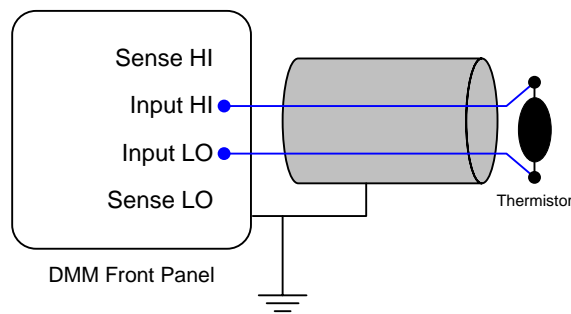 Sense HI
Input HI
Input LO
Sense LO
Thermistor
DMM Front Panel